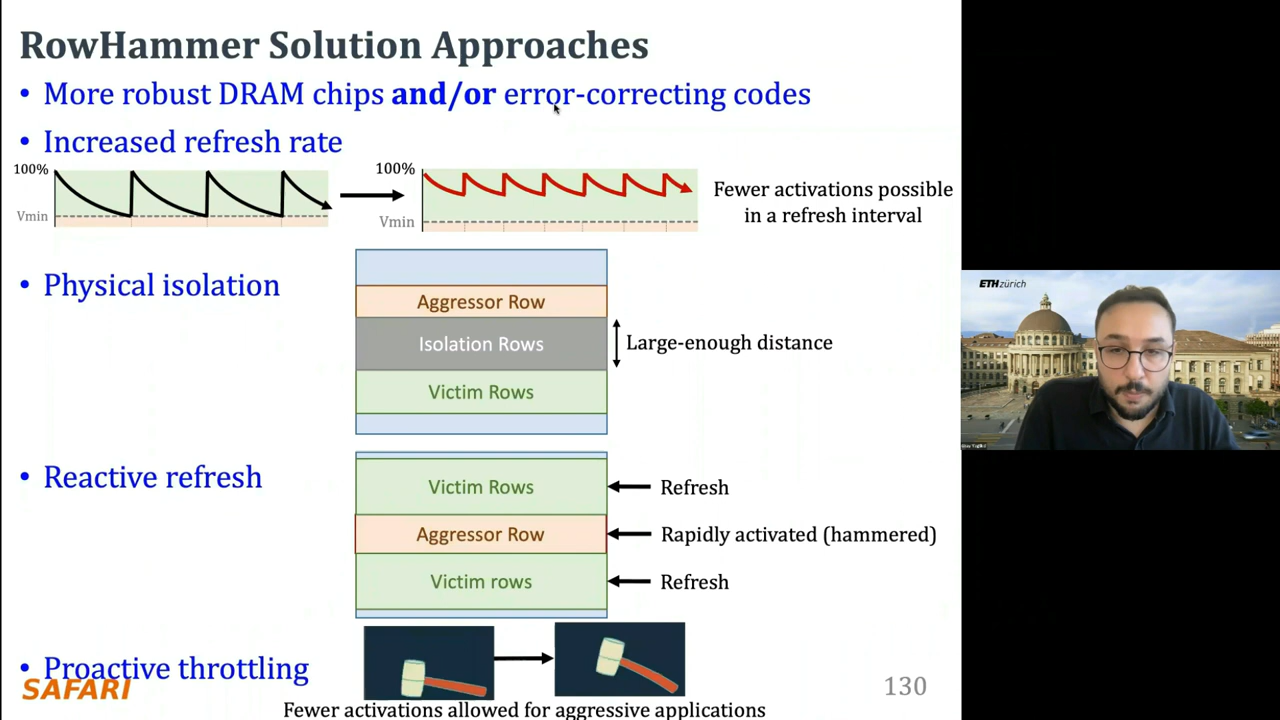 RowHammer Solution Approaches
• More robust DRAM chips and/or error-correcting codes
• Increased refresh rate
100%
Vmin
100%
Vmin
Fewer activations possible
in a refresh interval
• Physical isolation
Aggressor Row
Isolation Rows
Victim Rows
Large-enough distance
• Reactive refresh
Victim Rows
Aggressor Row
Victim rows
Refresh
Rapidly activated (hammered)
Refresh
• Proactive throttling
Fewer activations allowed for aggressive applications
SAFARI
130
ETH zürich